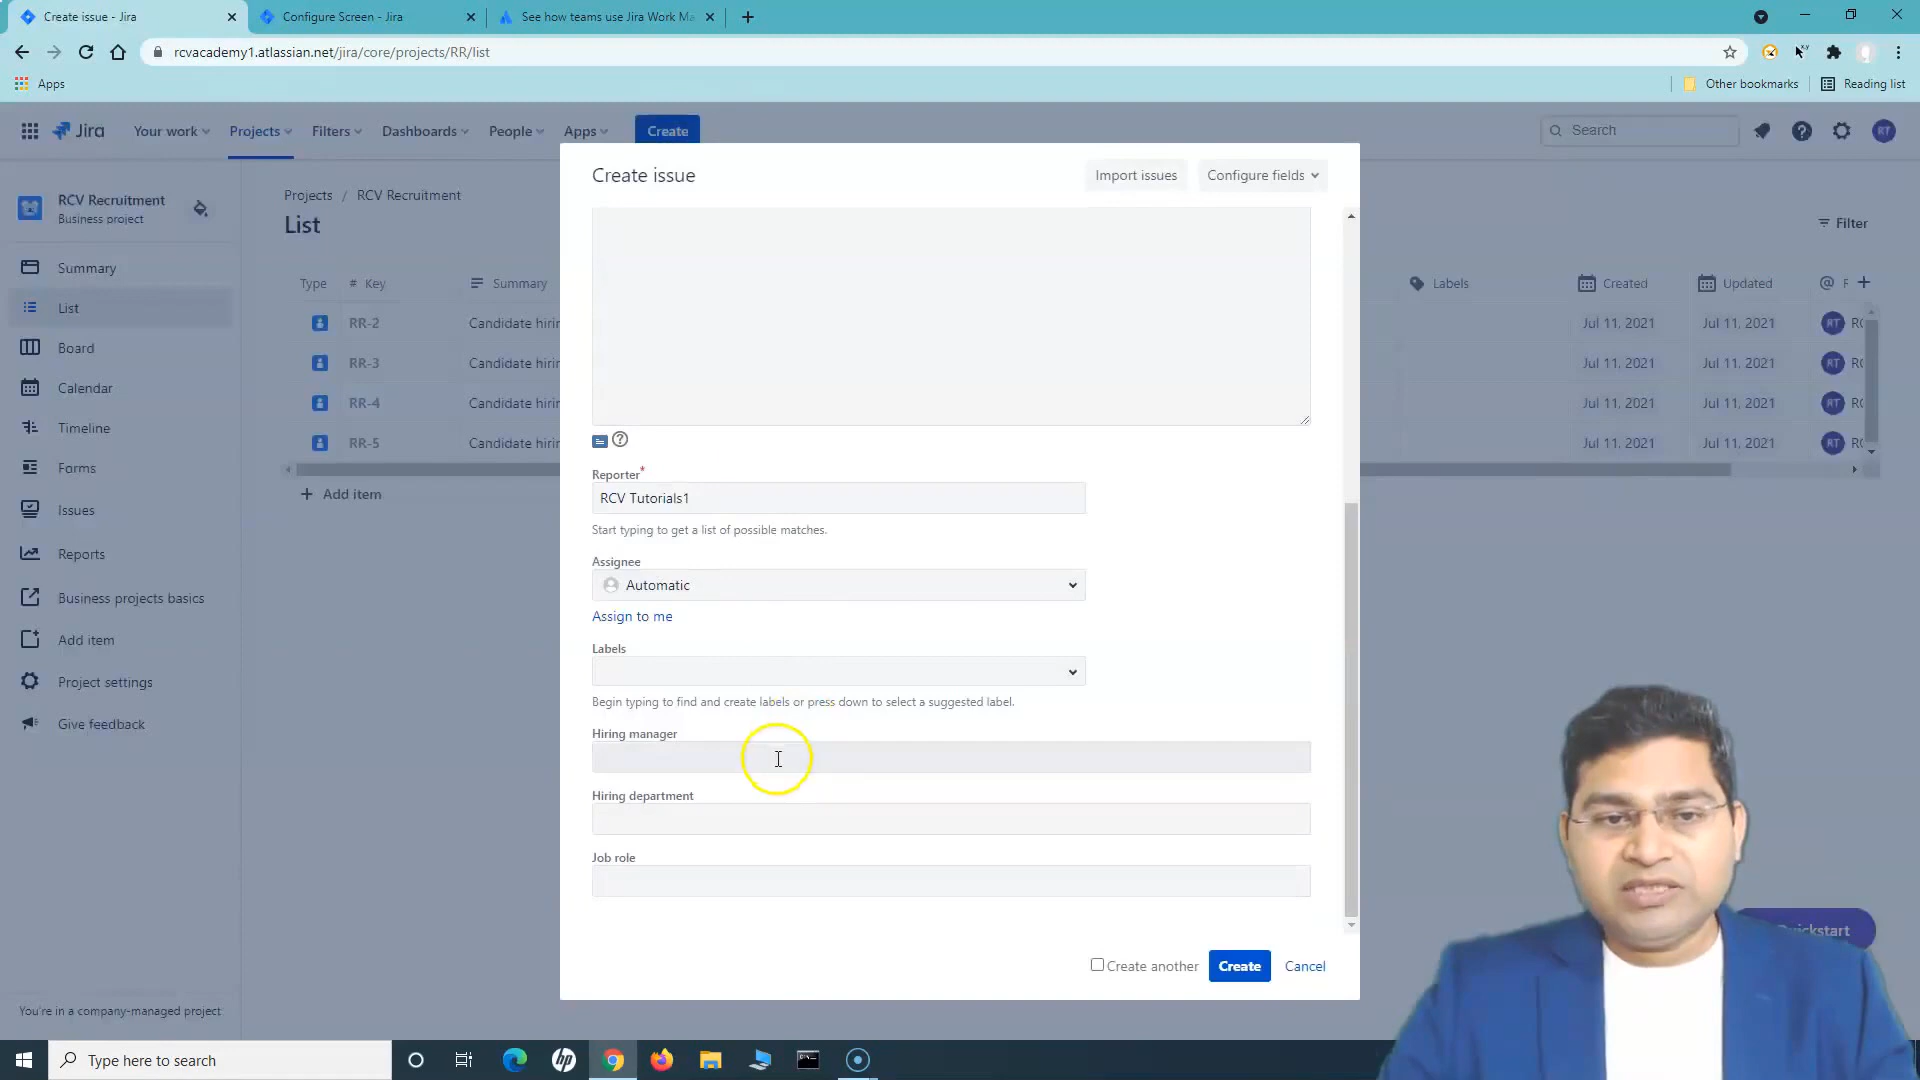 Create issue - Jira
Configure Screen - Jira
See how teams use Jira Work Ma
rcvacademy1.atlassian.net/jira/core/projects/RR/list
Apps
Other bookmarks
Reading list
Jira
Your work
Projects
Filters
Dashboards
People
Apps
Create
Search
RT
RCV Recruitment
Business project
Projects / RCV Recruitment
List
Filter
Create issue
Import issues
Configure fields
Summary
List
Board
Calendar
Timeline
Forms
Issues
Reports
Business projects basics
Add item
Project settings
Give feedback
You're in a company-managed project
Type # Key Summary Labels Created Updated @
RR-2 Candidate hirin Jul 11, 2021 Jul 11, 2021 RT
RR-3 Candidate hirin Jul 11, 2021 Jul 11, 2021 RT
RR-4 Candidate hirin Jul 11, 2021 Jul 11, 2021 RT
RR-5 Candidate hirin Jul 11, 2021 Jul 11, 2021 RT
+ Add item
Reporter*
RCV Tutorials1
Start typing to get a list of possible matches.
Assignee
Automatic
Assign to me
Labels
Begin typing to find and create labels or press down to select a suggested label.
Hiring manager
Hiring department
Job role
Create another
Create
Cancel
ickstart
Type here to search
hp